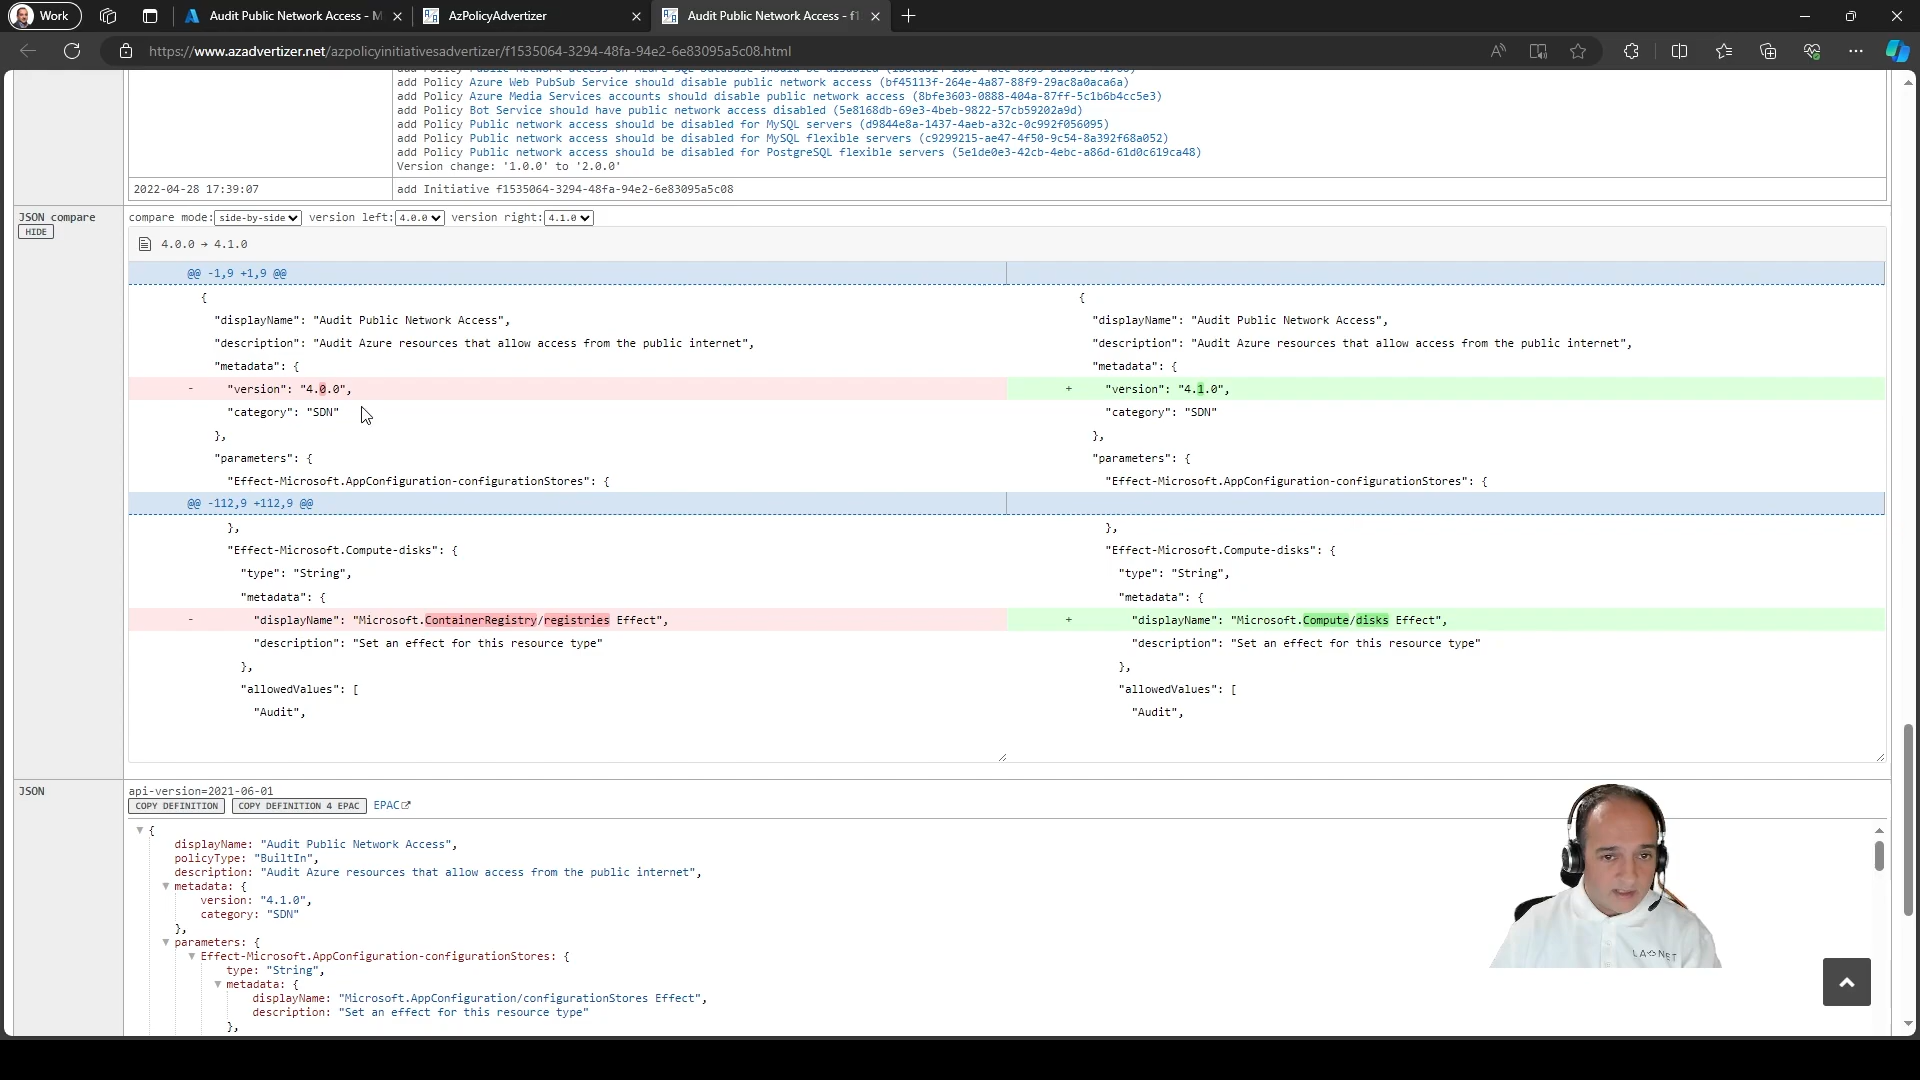 Work
Audit Public Network Access - M
AzPolicyAdvertizer
Audit Public Network Access - f1
https://www.azadvertizer.net/azpolicyinitiativesadvertizer/f1535064-3294-48fa-94e2-6e83095a5c08.html
add Policy Azure Web PubSub Service should disable public network access (bf45113f-264e-4a87-88f9-29ac8a0aca6a)
add Policy Azure Media Services accounts should disable public network access (8bfe3603-0888-404a-87ff-5c1b6b4cc5e3)
add Policy Bot Service should have public network access disabled (5e8168db-69e3-4beb-9822-57cb59202a9d)
add Policy Public network access should be disabled for MySQL servers (d9844e8a-1437-4aeb-a32c-0c992f056095)
add Policy Public network access should be disabled for MySQL flexible servers (c9299215-ae47-4f50-9c54-8a392f68a052)
add Policy Public network access should be disabled for PostgreSQL flexible servers (5e1de0e3-42cb-4ebc-a86d-61d0c619ca48)
Version change: '1.0.0' to '2.0.0'
2022-04-28 17:39:07 add Initiative f1535064-3294-48fa-94e2-6e83095a5c08
JSON compare
HIDE
compare mode: side-by-side version left: 4.0.0 version right: 4.1.0
4.0.0 → 4.1.0
@@ -1,9 +1,9 @@
{ {
"displayName": "Audit Public Network Access", "displayName": "Audit Public Network Access",
"description": "Audit Azure resources that allow access from the public internet", "description": "Audit Azure resources that allow access from the public internet",
"metadata": { "metadata": {
- "version": "4.0.0", + "version": "4.1.0",
"category": "SDN" "category": "SDN"
}, },
"parameters": { "parameters": {
"Effect-Microsoft.AppConfiguration-configurationStores": { "Effect-Microsoft.AppConfiguration-configurationStores": {
@@ -112,9 +112,9 @@
}, },
"Effect-Microsoft.Compute-disks": { "Effect-Microsoft.Compute-disks": {
"type": "String", "type": "String",
"metadata": { "metadata": {
- "displayName": "Microsoft.ContainerRegistry/registries Effect", + "displayName": "Microsoft.Compute/disks Effect",
"description": "Set an effect for this resource type" "description": "Set an effect for this resource type"
}, },
"allowedValues": [ "allowedValues": [
"Audit", "Audit",
JSON
api-version=2021-06-01
COPY DEFINITION COPY DEFINITION 4 EPAC EPAC
{
displayName: "Audit Public Network Access",
policyType: "BuiltIn",
description: "Audit Azure resources that allow access from the public internet",
metadata: {
version: "4.1.0",
category: "SDN"
},
parameters: {
Effect-Microsoft.AppConfiguration-configurationStores: {
type: "String",
metadata: {
displayName: "Microsoft.AppConfiguration/configurationStores Effect",
description: "Set an effect for this resource type"
},